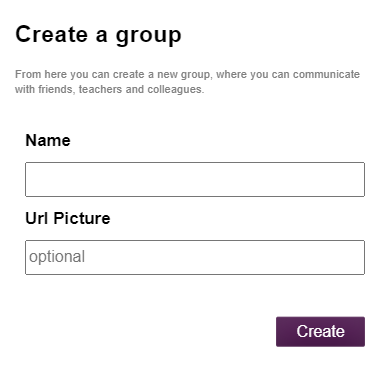 Create a group
From here you can create a new group, where you can communicate
with friends, teachers and colleagues.
Name
Url Picture
optional
Create